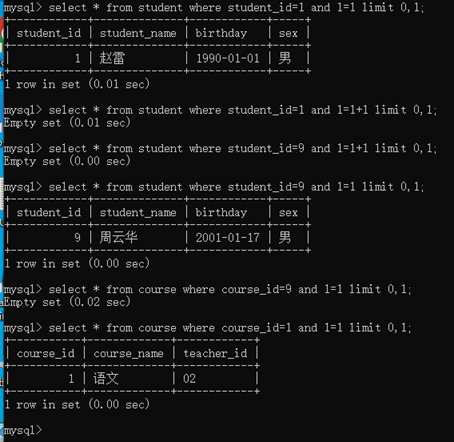 mysql> select * from student where student_id=1 and 1=1 limit 0,1;
+------------+--------------+------------+-----+
| student_id | student_name | birthday | sex |
+------------+--------------+------------+-----+
| 1 | 赵雷 | 1990-01-01 | 男 |
+------------+--------------+------------+-----+
1 row in set (0.01 sec)
mysql> select * from student where student_id=1 and 1=1+1 limit 0,1;
Empty set (0.01 sec)
mysql> select * from student where student_id=9 and 1=1+1 limit 0,1;
Empty set (0.00 sec)
mysql> select * from student where student_id=9 and 1=1 limit 0,1;
+------------+--------------+------------+-----+
| student_id | student_name | birthday | sex |
+------------+--------------+------------+-----+
| 9 | 周云华 | 2001-01-17 | 男 |
+------------+--------------+------------+-----+
1 row in set (0.00 sec)
mysql> select * from course where course_id=9 and 1=1 limit 0,1;
Empty set (0.02 sec)
mysql> select * from course where course_id=1 and 1=1 limit 0,1;
+-----------+-------------+------------+
| course_id | course_name | teacher_id |
+-----------+-------------+------------+
| 1 | 语文 | 02 |
+-----------+-------------+------------+
1 row in set (0.00 sec)
mysql>